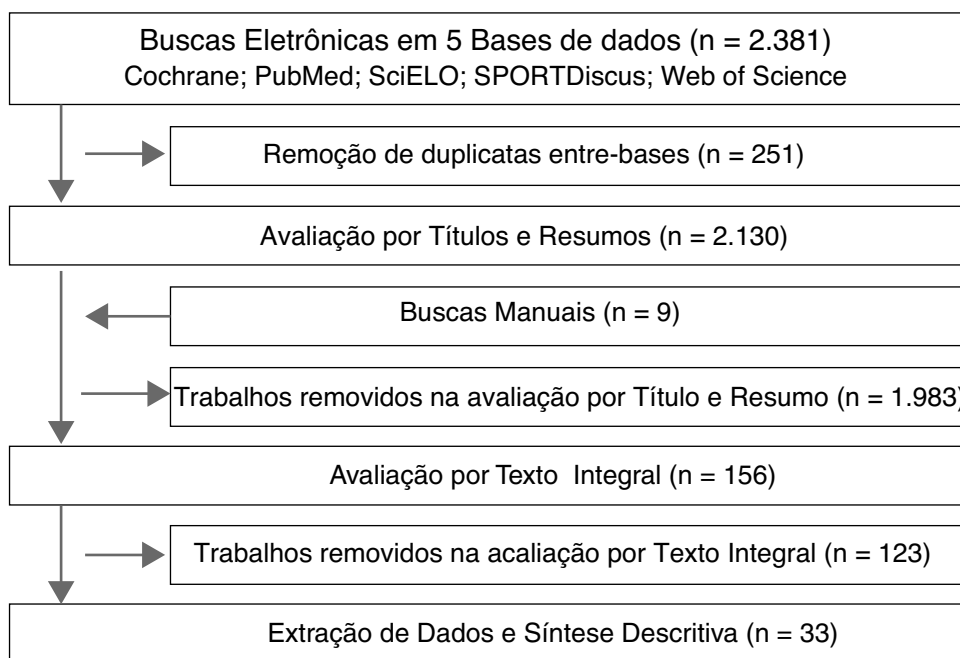 Buscas Eletrônicas em 5 Bases de dados (n = 2.381)
Cochrane; PubMed; SciELO; SPORTDiscus; Web of Science
Remoção de duplicatas entre-bases (n = 251)
Avaliação por Títulos e Resumos (n = 2.130)
Buscas Manuais (n = 9)
Trabalhos removidos na avaliação por Título e Resumo (n = 1.983)
Avaliação por Texto Integral (n = 156)
Trabalhos removidos na acaliação por Texto Integral (n = 123)
Extração de Dados e Síntese Descritiva (n = 33)